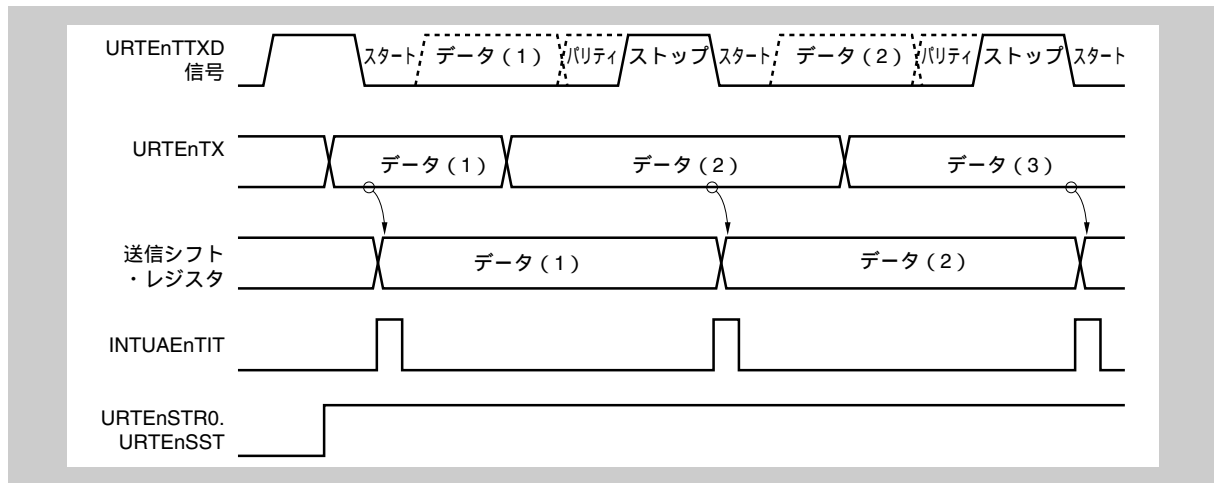 URTEnTTXD
信号
スタート データ（1） パリティ ストップ スタート データ（2） パリティ ストップ スタート
URTEnTX
データ（1） データ（2） データ（3）
送信シフト
・レジスタ
データ（1） データ（2）
INTUAEnTIT
URTEnSTR0.
URTEnSST